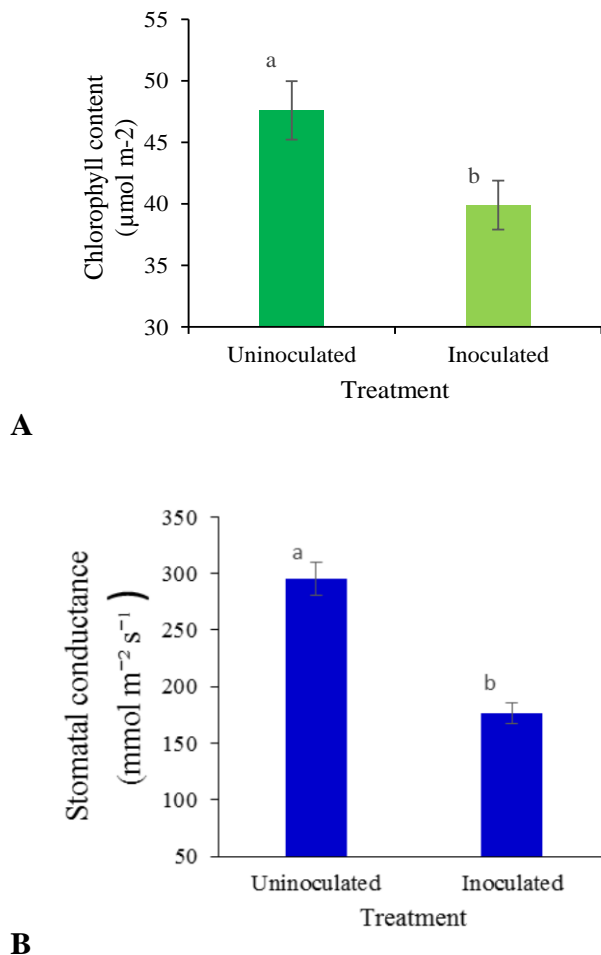 55
50
45
40
35
30
Chlorophyll content
(µmol m-2)
a
b
Uninoculated Inoculated
Treatment
A
350
300
250
200
150
100
50
Stomatal conductance
(mmol m⁻² s⁻¹)
a
b
Uninoculated Inoculated
Treatment
B